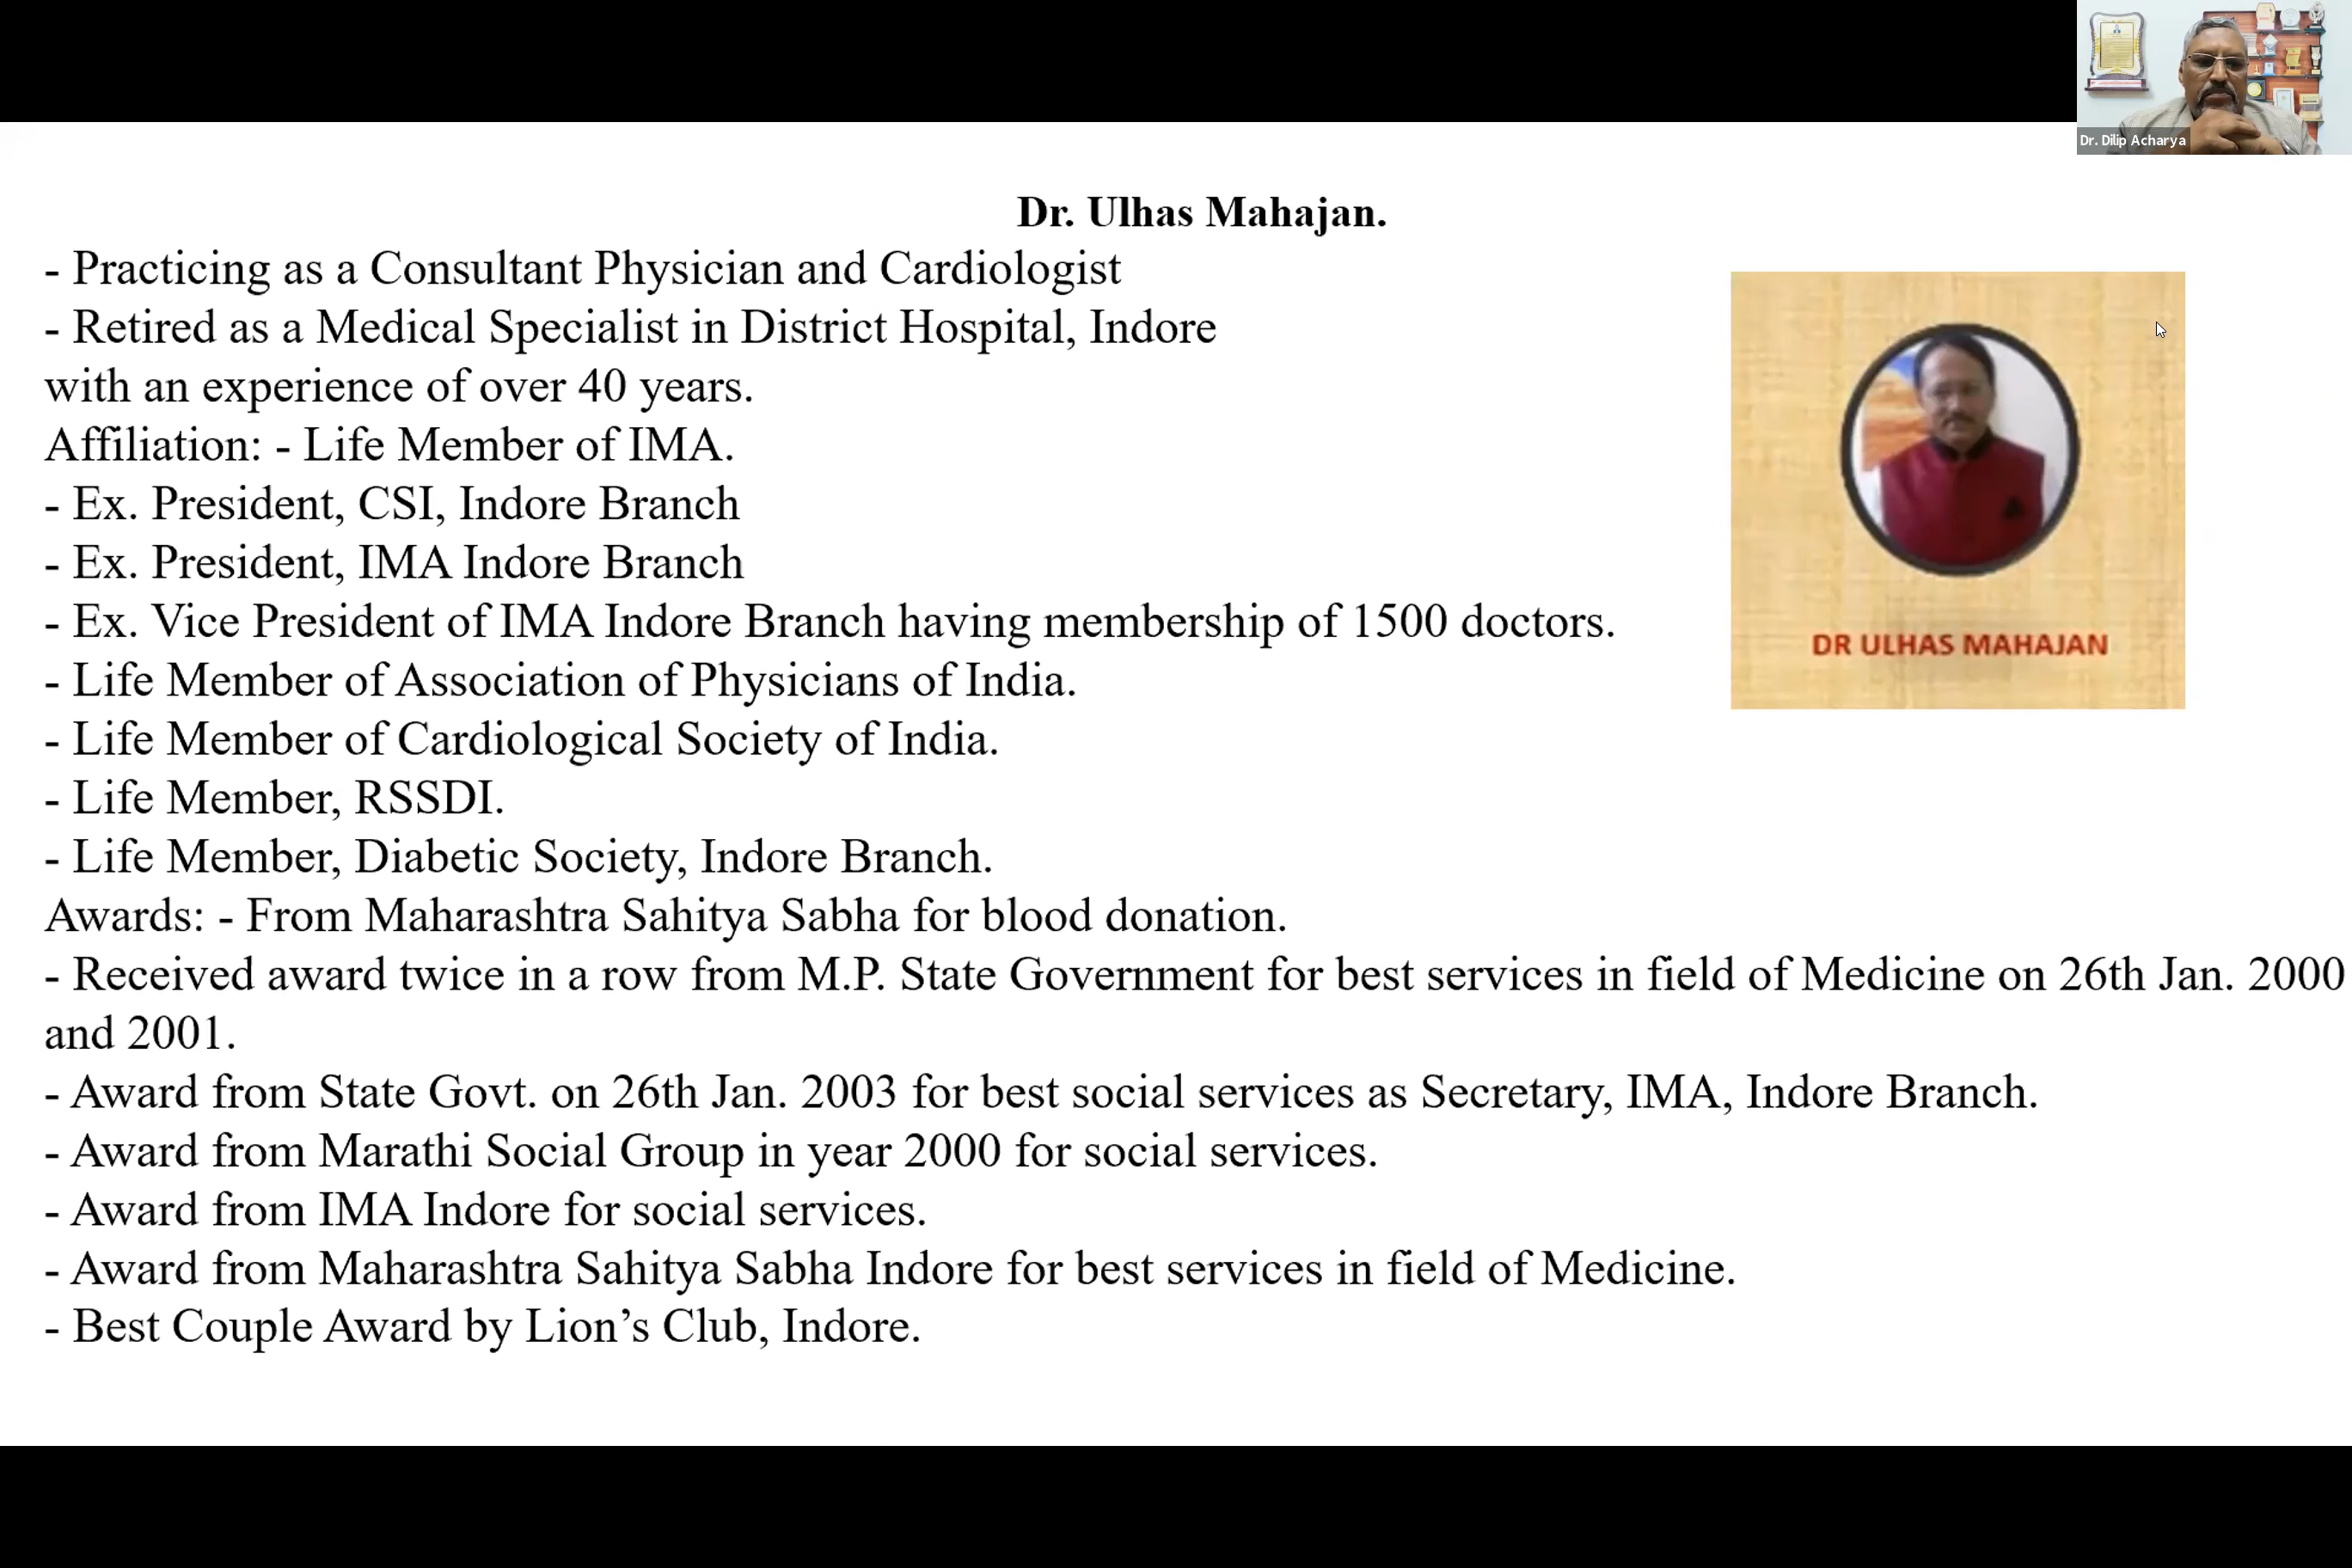 Dr. Dilip Acharya
Dr. Ulhas Mahajan.
- Practicing as a Consultant Physician and Cardiologist
- Retired as a Medical Specialist in District Hospital, Indore
with an experience of over 40 years.
Affiliation: - Life Member of IMA.
- Ex. President, CSI, Indore Branch
- Ex. President, IMA Indore Branch
- Ex. Vice President of IMA Indore Branch having membership of 1500 doctors.
- Life Member of Association of Physicians of India.
- Life Member of Cardiological Society of India.
- Life Member, RSSDI.
- Life Member, Diabetic Society, Indore Branch.
Awards: - From Maharashtra Sahitya Sabha for blood donation.
- Received award twice in a row from M.P. State Government for best services in field of Medicine on 26th Jan. 2000
and 2001.
- Award from State Govt. on 26th Jan. 2003 for best social services as Secretary, IMA, Indore Branch.
- Award from Marathi Social Group in year 2000 for social services.
- Award from IMA Indore for social services.
- Award from Maharashtra Sahitya Sabha Indore for best services in field of Medicine.
- Best Couple Award by Lion’s Club, Indore.
DR ULHAS MAHAJAN